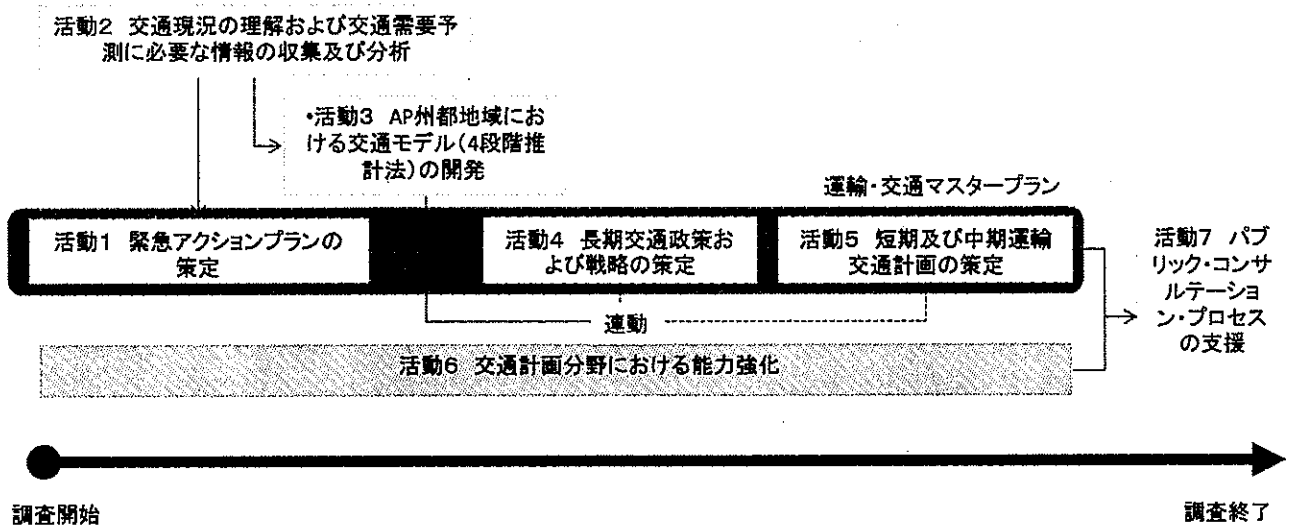 活動2 交通現況の理解および交通需要予
測に必要な情報の収集及び分析
•活動3 AP州都地域にお
ける交通モデル(4段階推
計法)の開発
運輸・交通マスタープラン
活動1 緊急アクションプランの
策定
活動4 長期交通政策お
よび戦略の策定
活動5 短期及び中期運輸
交通計画の策定
活動7 パブ
リック・コンサ
ルテーショ
ン・プロセス
の支援
連動
活動6 交通計画分野における能力強化
調査開始
調査終了